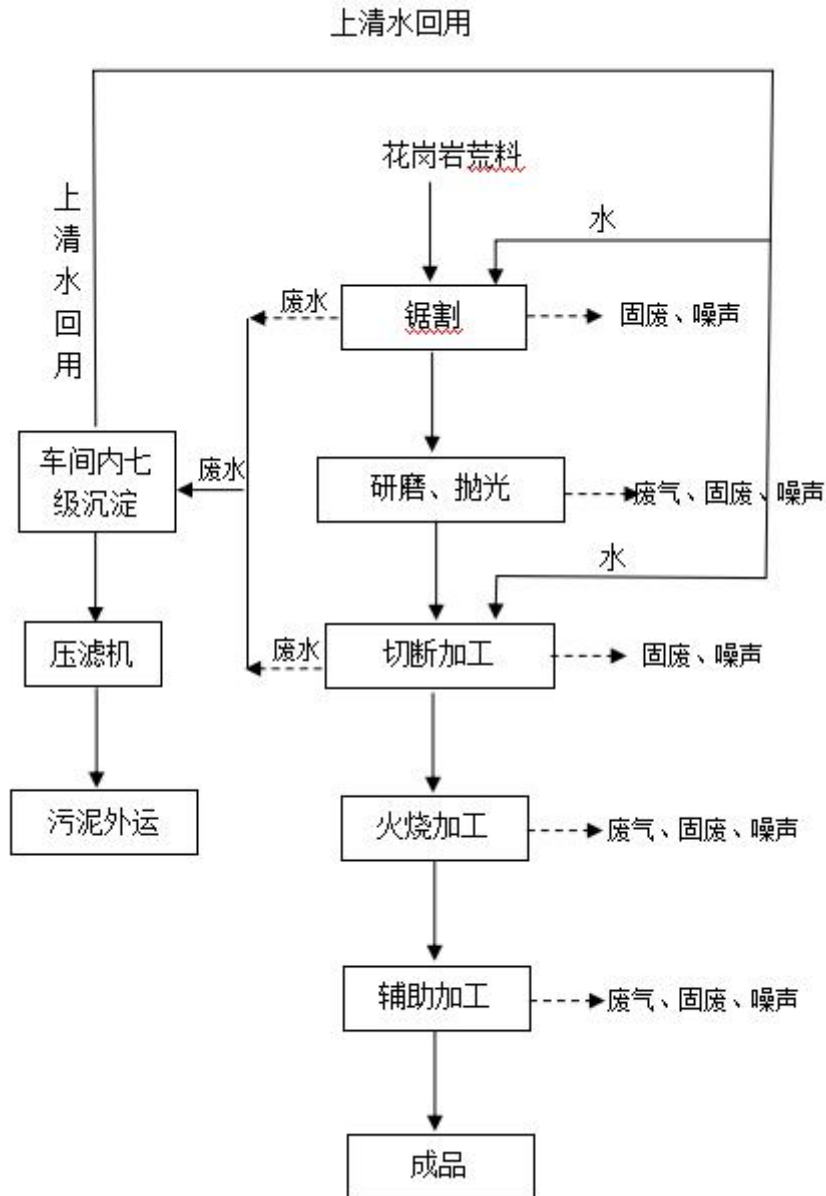 上清水回用
花岗岩荒料
上清水回用
水
废水
锯割
固废、噪声
车间内七
级沉淀
废水
研磨、抛光
废气、固废、噪声
水
压滤机
废水
切断加工
固废、噪声
污泥外运
火烧加工
废气、固废、噪声
辅助加工
废气、固废、噪声
成品